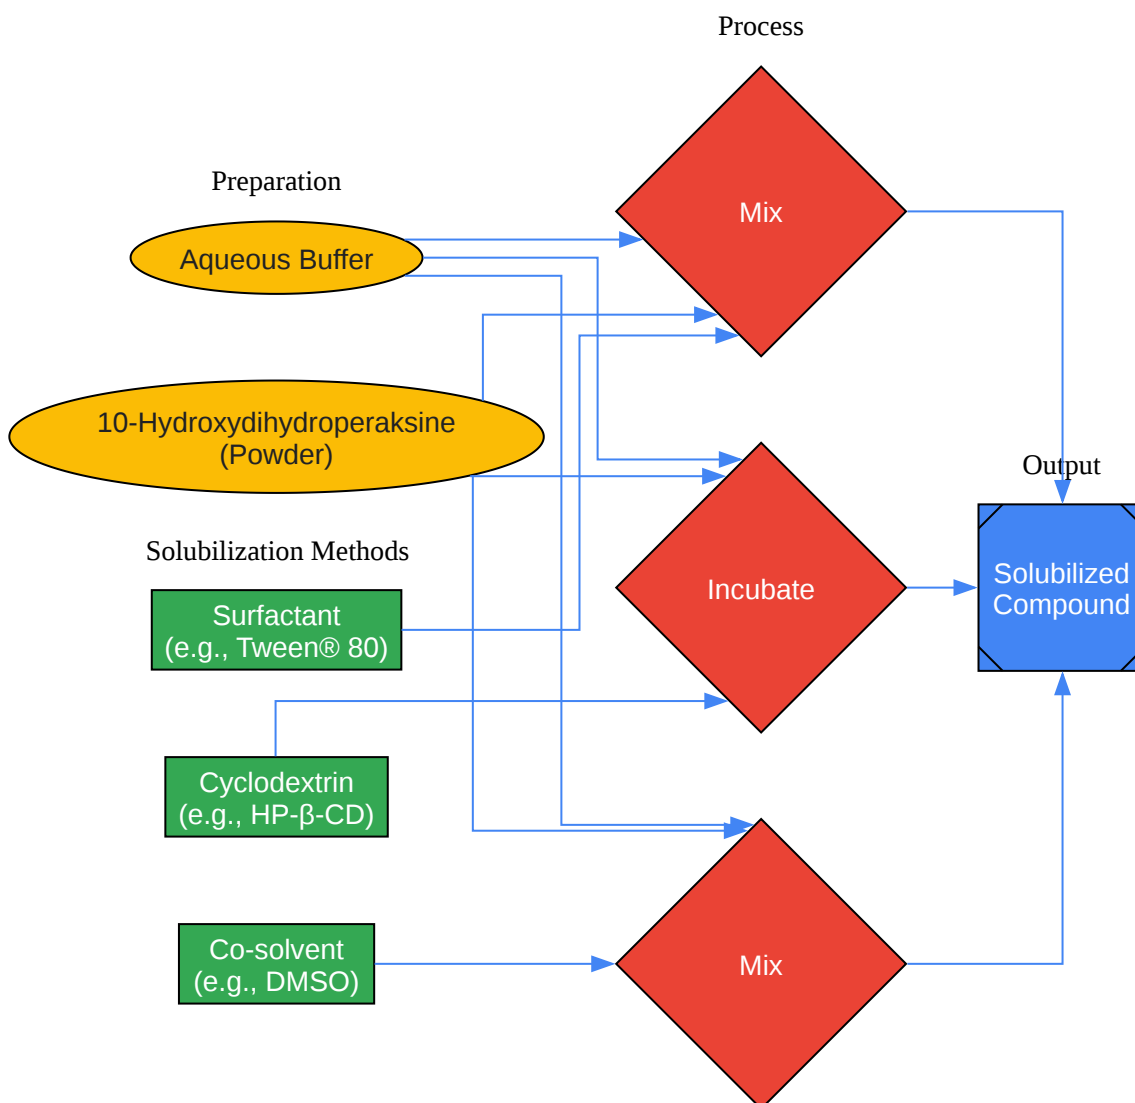 Process
Preparation
Mix
Aqueous Buffer
10-Hydroxydihydroperaksine
(Powder)
Output
Solubilization Methods
Surfactant
(e.g., Tween® 80)
Incubate
Solubilized
Compound
Cyclodextrin
(e.g., HP-β-CD)
Co-solvent
(e.g., DMSO)
Mix